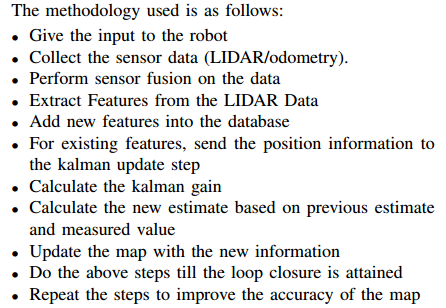 The methodology used is as follows:
• Give the input to the robot
• Collect the sensor data (LIDAR/odometry).
• Perform sensor fusion on the data
• Extract Features from the LIDAR Data
• Add new features into the database
• For existing features, send the position information to
the kalman update step
• Calculate the kalman gain
• Calculate the new estimate based on previous estimate
and measured value
• Update the map with the new information
• Do the above steps till the loop closure is attained
• Repeat the steps to improve the accuracy of the map